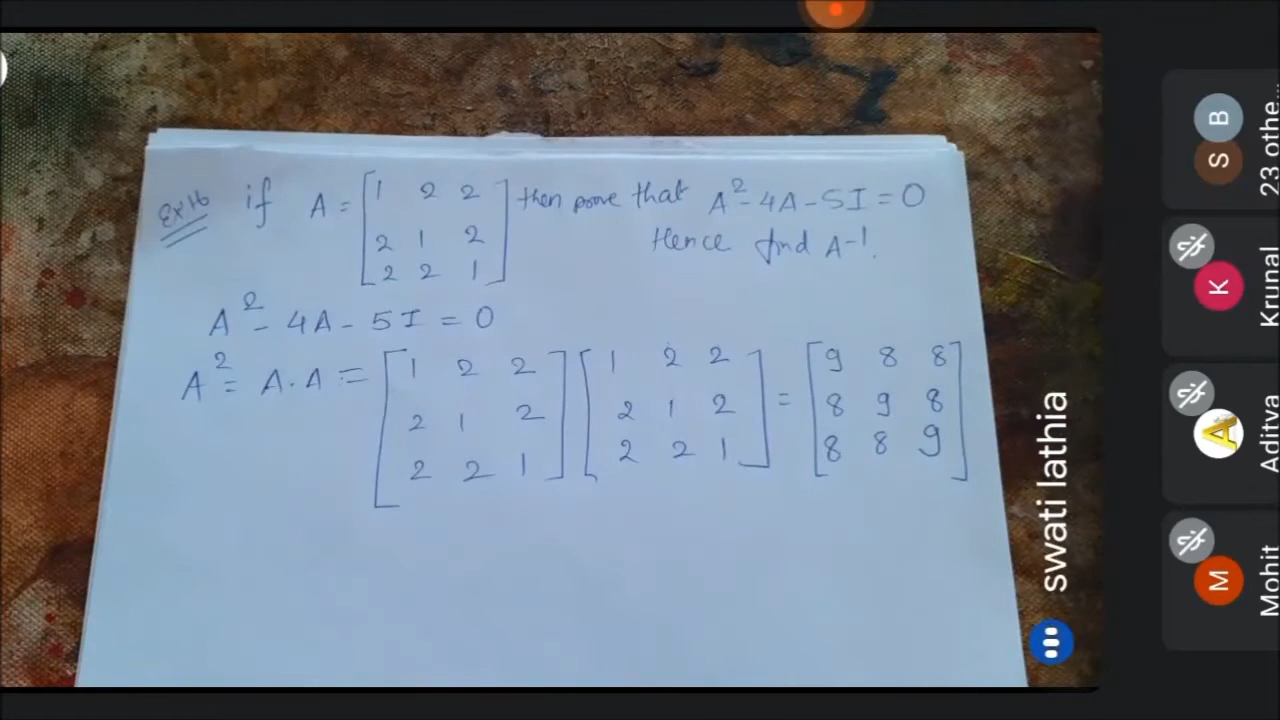 Ex 16 if A = [ 1 2 2 ] then prove that A² - 4A - 5I = 0
2 1 2 Hence find A-1.
2 2 1
A² - 4A - 5I = 0
A² = A.A = [ 1 2 2 ] [ 1 2 2 ] = [ 9 8 8 ]
2 1 2 2 1 2 8 9 8
2 2 1 2 2 1 8 8 9
swati lathia
S B
23 othe...
K
Krunal
A
Aditya
M
Mohit